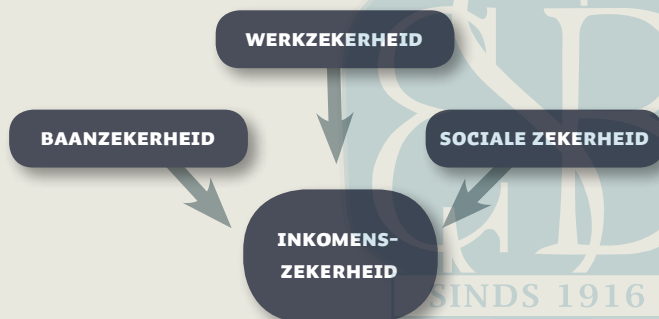 WERKZEKERHEID
BAANZEKERHEID
SOCIALE ZEKERHEID
INKOMENS-
ZEKERHEID
SINDS 1916